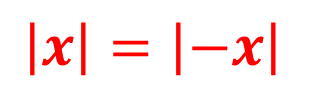 |x| = |−x|